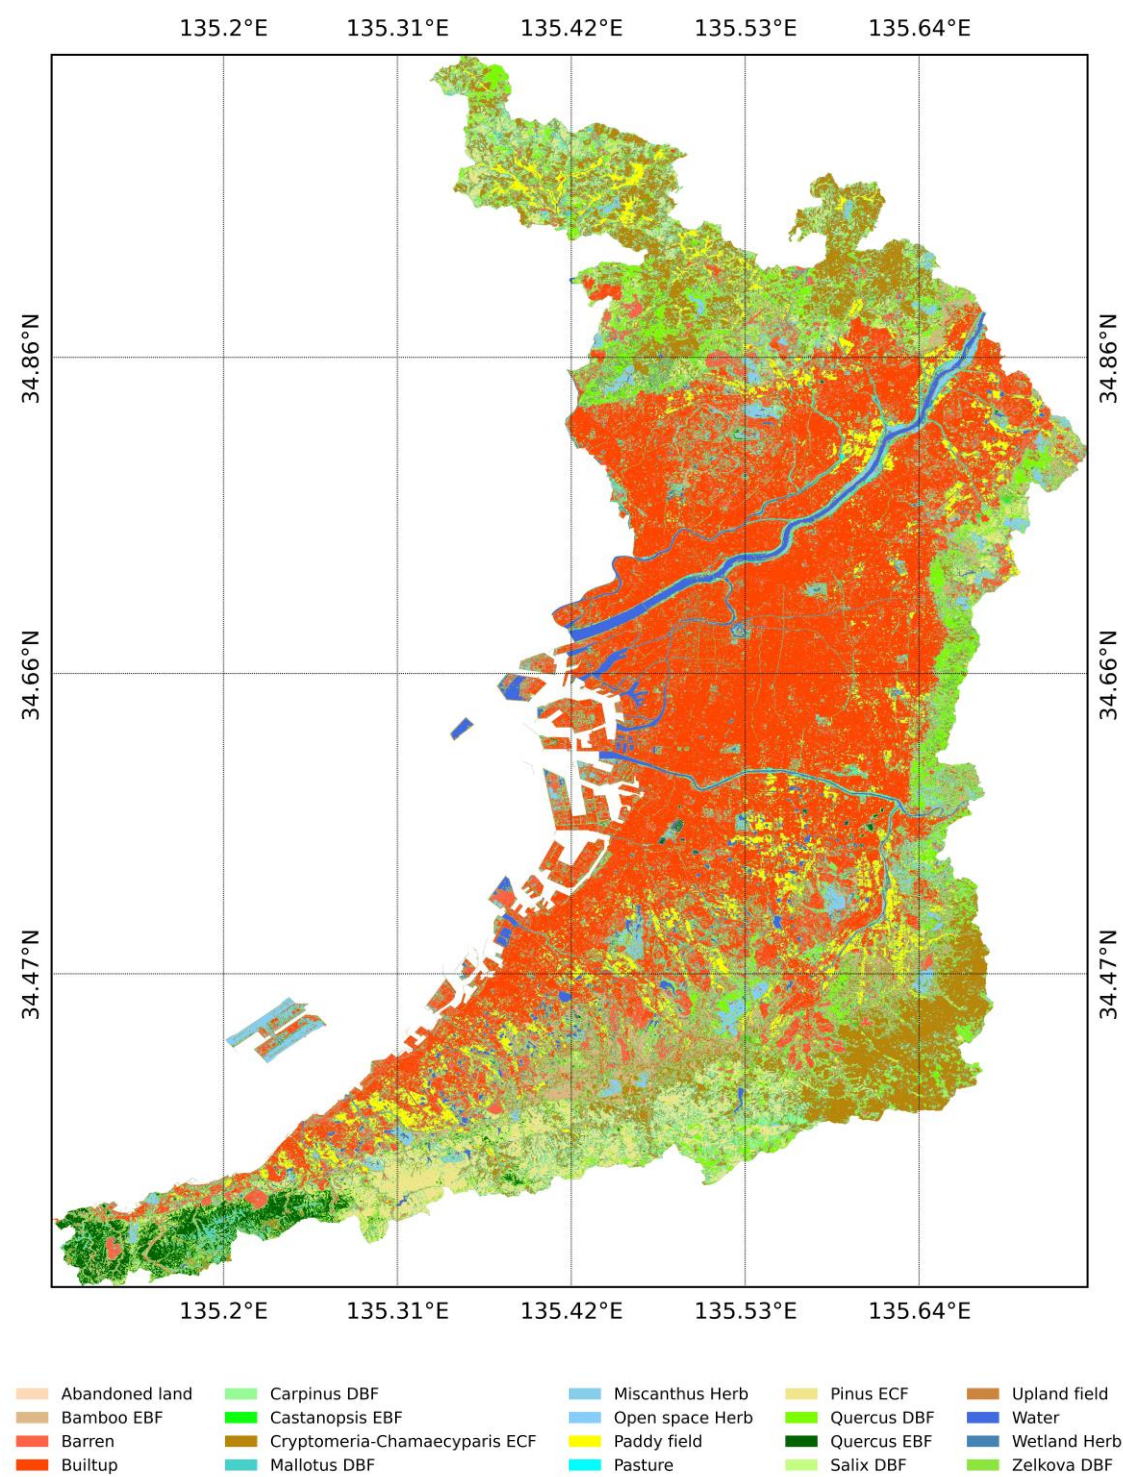 135.2°E 135.31°E 135.42°E 135.53°E 135.64°E
34.86°N 34.86°N
34.66°N 34.66°N
34.47°N 34.47°N
135.2°E 135.31°E 135.42°E 135.53°E 135.64°E
Abandoned land Carpinus DBF Miscanthus Herb Pinus ECF Upland field
Bamboo EBF Castanopsis EBF Open space Herb Quercus DBF Water
Barren Cryptomeria-Chamaecyparis ECF Paddy field Quercus EBF Wetland Herb
Builtup Mallotus DBF Pasture Salix DBF Zelkova DBF